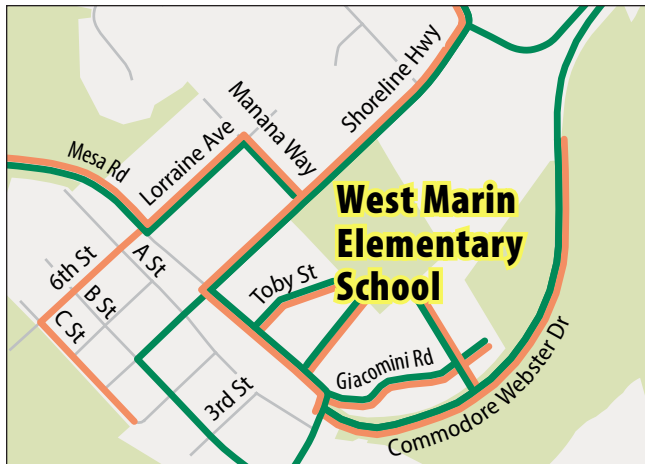 Shoreline Hwy
Manana Way
Lorraine Ave
Mesa Rd
West Marin
Elementary
School
6th St
A St
B St
C St
Toby St
Giacomini Rd
3rd St
Commodore Webster Dr